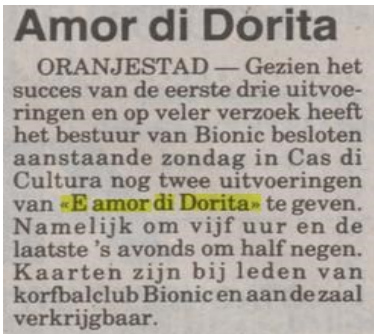 Amor di Dorita
ORANJESTAD — Gezien het
succes van de eerste drie uitvoe-
ringen en op veler verzoek heeft
het bestuur van Bionic besloten
aanstaande zondag in Cas di
Cultura nog twee uitvoeringen
van «E amor di Dorita» te geven.
Namelijk om vijf uur en de
laatste 's avonds om half negen.
Kaarten zijn bij leden van
korfbalclub Bionic en aan de zaal
verkrijgbaar.